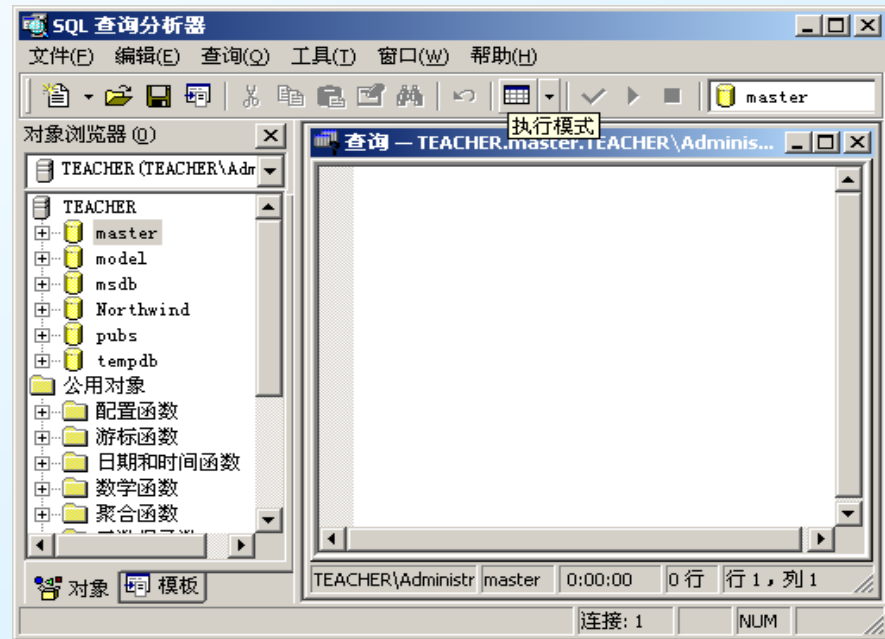 SQL 查询分析器
文件(F) 编辑(E) 查询(Q) 工具(T) 窗口(W) 帮助(H)
master
执行模式
对象浏览器(O)
TEACHER(TEACHER\Adm
TEACHER
master
model
msdb
Northwind
pubs
tempdb
公用对象
配置函数
游标函数
日期和时间函数
数学函数
聚合函数
对象 模板
查询 — TEACHER.master.TEACHER\Adminis...
TEACHER\Administr master 0:00:00 0 行 行 1，列 1
连接: 1 NUM